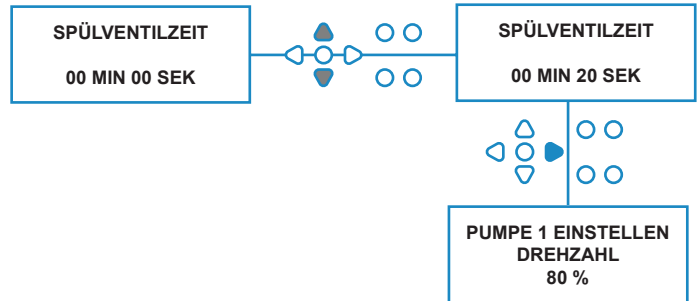 SPÜLVENTILZEIT
00 MIN 00 SEK
SPÜLVENTILZEIT
00 MIN 20 SEK
PUMPE 1 EINSTELLEN
DREHZAHL
80 %